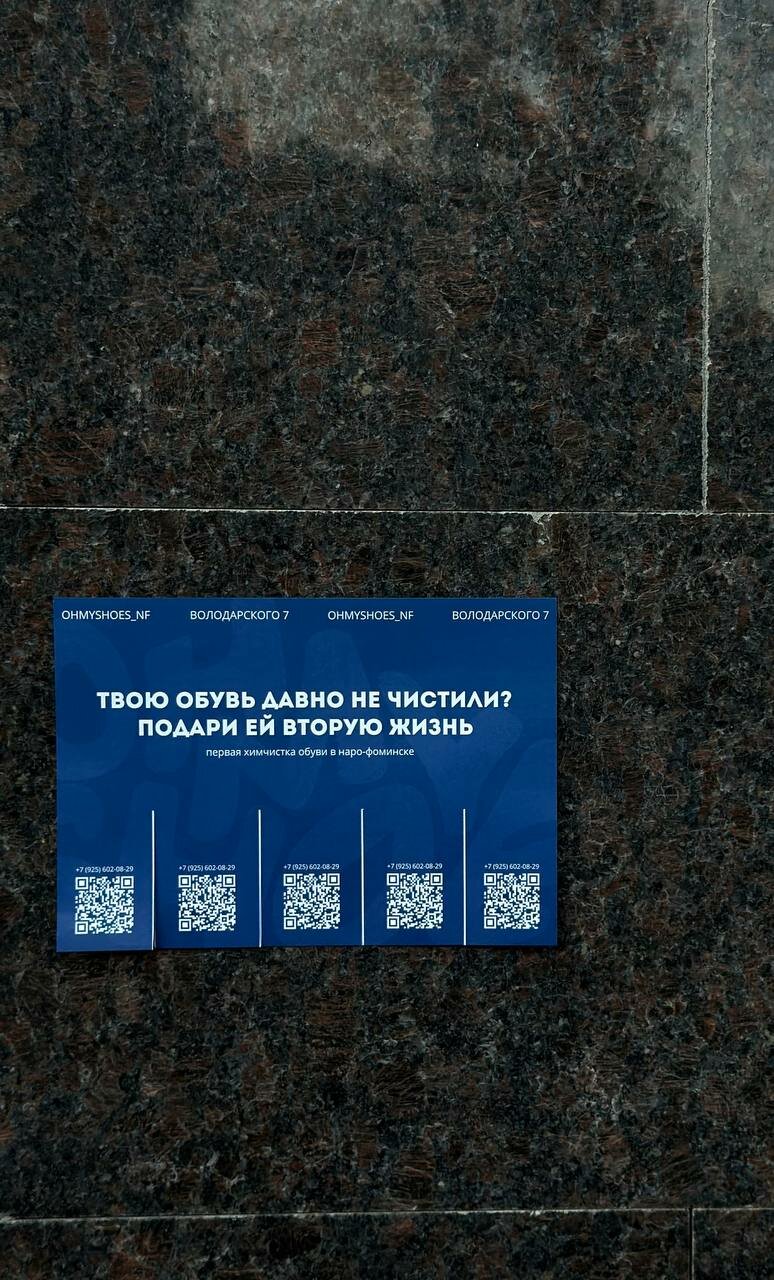 OHMYSHOES_NF ВОЛОДАРСКОГО 7 OHMYSHOES_NF ВОЛОДАРСКОГО 7
ТВОЮ ОБУВЬ ДАВНО НЕ ЧИСТИЛИ?
ПОДАРИ ЕЙ ВТОРУЮ ЖИЗНЬ
первая химчистка обуви в наро-фоминске
+7 (925) 602-08-29 +7 (925) 602-08-29 +7 (925) 602-08-29 +7 (925) 602-08-29 +7 (925) 602-08-29